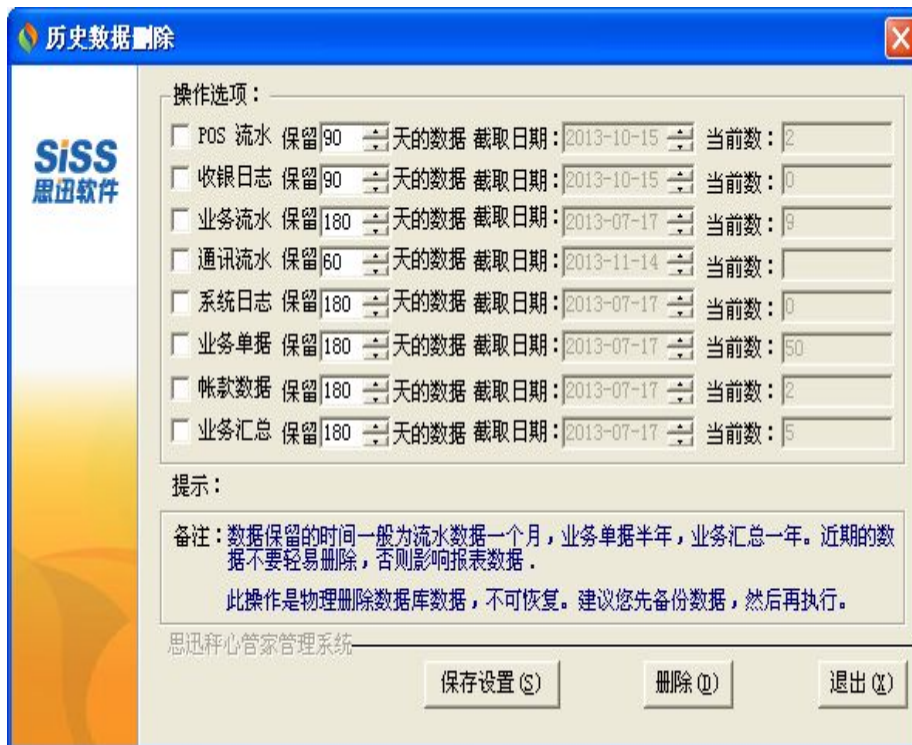 历史数据删除
SiSS
思迅软件
操作选项：
POS 流水 保留 90 天的数据 截取日期：2013-10-15 当前数：2
收银日志 保留 90 天的数据 截取日期：2013-10-15 当前数：0
业务流水 保留 180 天的数据 截取日期：2013-07-17 当前数：9
通讯流水 保留 60 天的数据 截取日期：2013-11-14 当前数：
系统日志 保留 180 天的数据 截取日期：2013-07-17 当前数：0
业务单据 保留 180 天的数据 截取日期：2013-07-17 当前数：50
帐款数据 保留 180 天的数据 截取日期：2013-07-17 当前数：2
业务汇总 保留 180 天的数据 截取日期：2013-07-17 当前数：5
提示：
备注：数据保留的时间一般为流水数据一个月，业务单据半年，业务汇总一年。近期的数
据不要轻易删除，否则影响报表数据.
此操作是物理删除数据库数据，不可恢复。建议您先备份数据，然后再执行。
思迅秤心管家管理系统
保存设置(S) 删除(D) 退出(X)